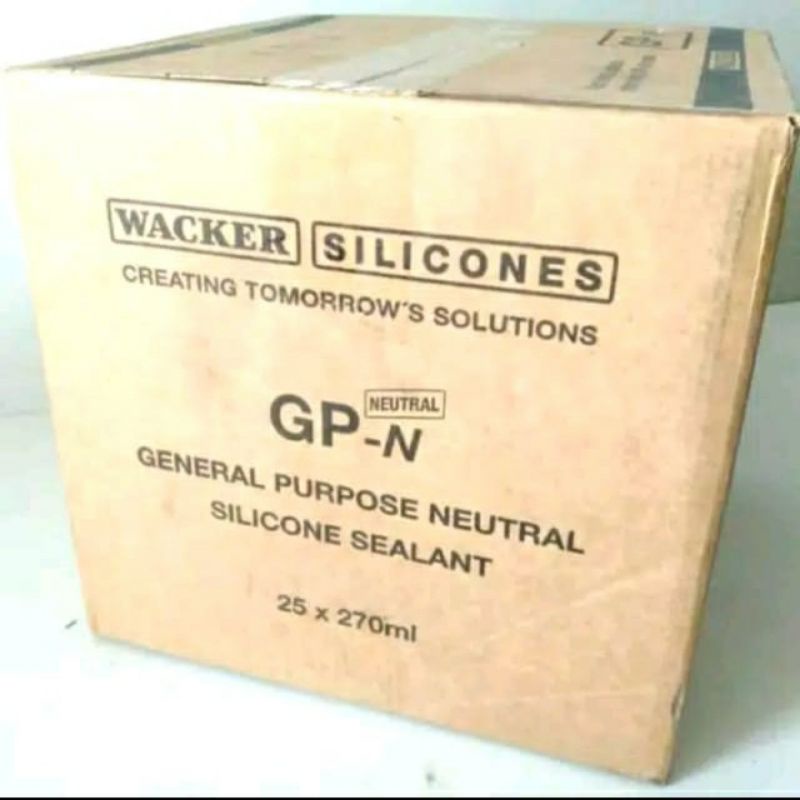 WACKER SILICONES
CREATING TOMORROW'S SOLUTIONS
GP-N NEUTRAL
GENERAL PURPOSE NEUTRAL
SILICONE SEALANT
25 x 270ml